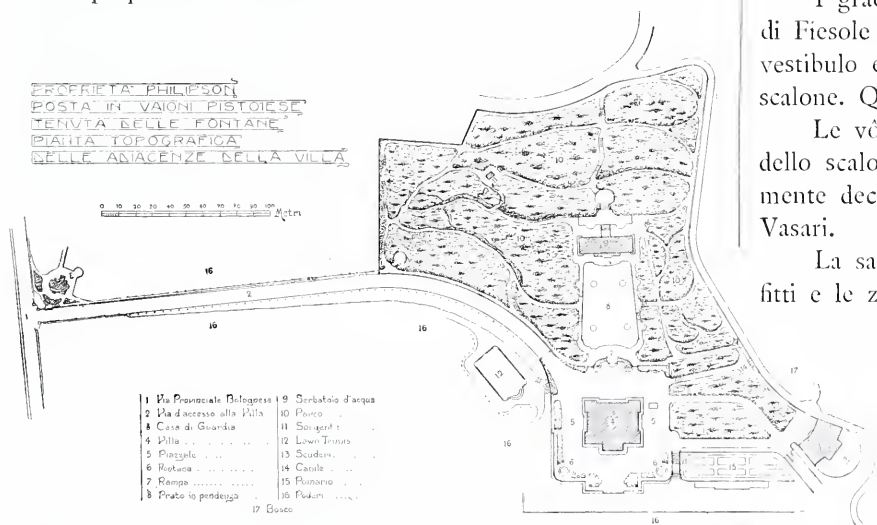 PROPRIETÀ PHILIPSON
POSTA IN VAIONI PISTOIESE
TENUTA DELLE FONTANE
PIANTA TOPOGRAFICA
DELLE ADIACENZE DELLA VILLA
0 10 20 30 40 50 60 70 80 90 100 Metri
di Fiesole
vestibulo e
scalone. Q
Le vô
dello scalo
mente dec
Vasari.
La sa
fitti e le z
1 Via Provinciale Bolognese
2 Via d'accesso alla Villa
3 Casa di Guardia
4 Villa
5 Piazzale
6 Fontana
7 Rampa
8 Prato in pendenza
9 Serbatoio d'acqua
10 Parco
11 Sorgenti
12 Lawn Tennis
13 Scuderia
14 Canile
15 Pomario
16 Poderi
17 Bosco
16
2
16
16
10
10
9
10
8
7
12
17
5
4
5
16
6
6
15
16